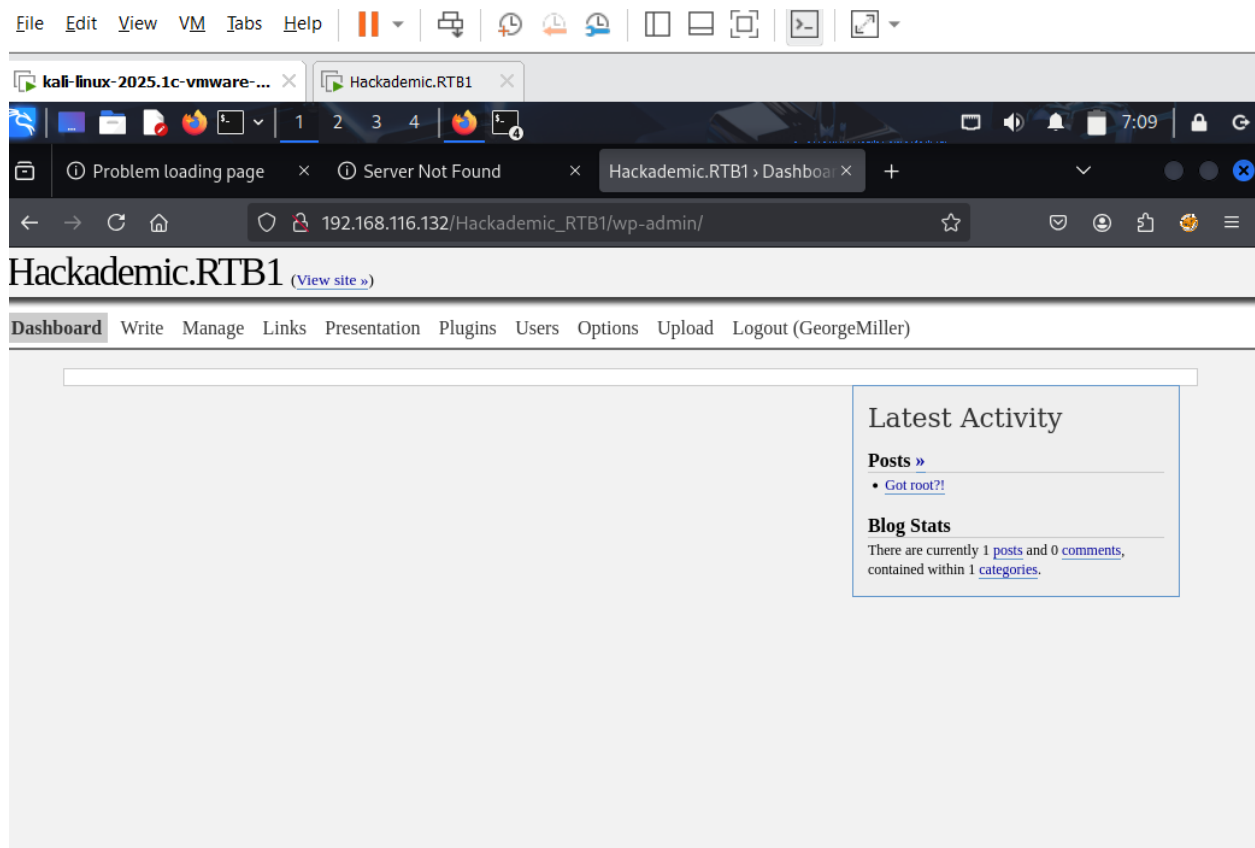 File Edit View VM Tabs Help
kali-linux-2025.1c-vmware-... Hackademic.RTB1
1 2 3 4 4 7:09
Problem loading page Server Not Found Hackademic.RTB1 › Dashboar
192.168.116.132/Hackademic_RTB1/wp-admin/
Hackademic.RTB1 (View site »)
Dashboard Write Manage Links Presentation Plugins Users Options Upload Logout (GeorgeMiller)
Latest Activity
Posts »
• Got root?!
Blog Stats
There are currently 1 posts and 0 comments,
contained within 1 categories.